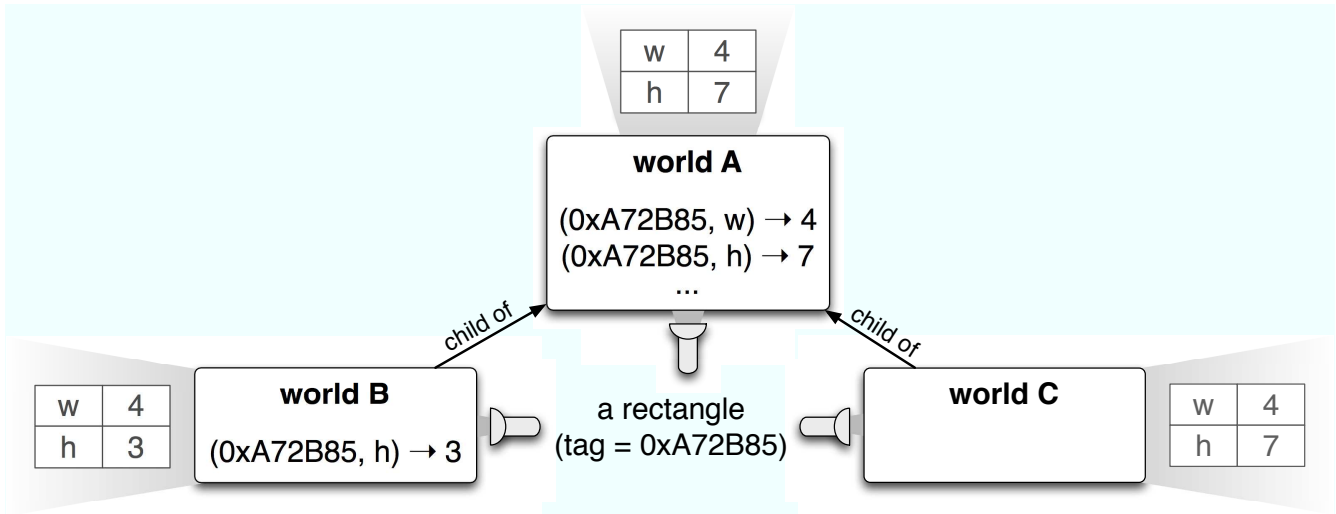 w 4
h 7
world A
(0xA72B85, w) → 4
(0xA72B85, h) → 7
...
child of
child of
w 4
h 3
world B
(0xA72B85, h) → 3
a rectangle
(tag = 0xA72B85)
world C
w 4
h 7